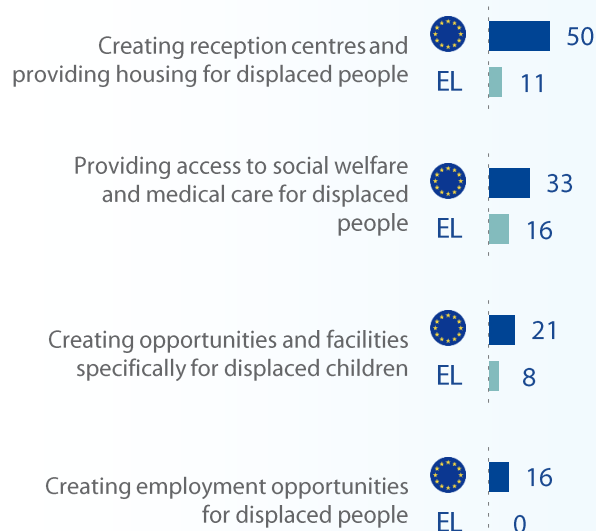 Creating reception centres and
50
providing housing for displaced people
EL
11
Providing access to social welfare
and medical care for displaced
33
people
EL
16
Creating opportunities and facilities
21
specifically for displaced children
EL
8
Creating employment opportunities
16
for displaced people
EL
0